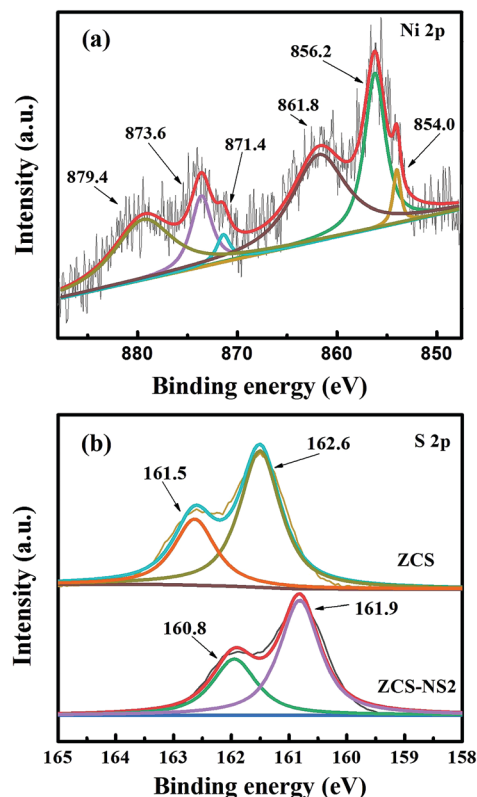 (a)
Ni 2p
856.2
861.8
873.6
871.4
854.0
879.4
Intensity (a.u.)
880
870
860
850
Binding energy (eV)
(b)
S 2p
162.6
161.5
ZCS
161.9
160.8
ZCS-NS2
Intensity (a.u.)
165
164
163
162
161
160
159
158
Binding energy (eV)